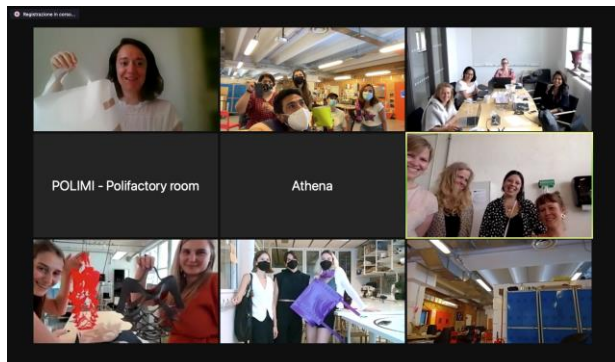 Registrazione in corso...
POLIMI - Polifactory room
Athena